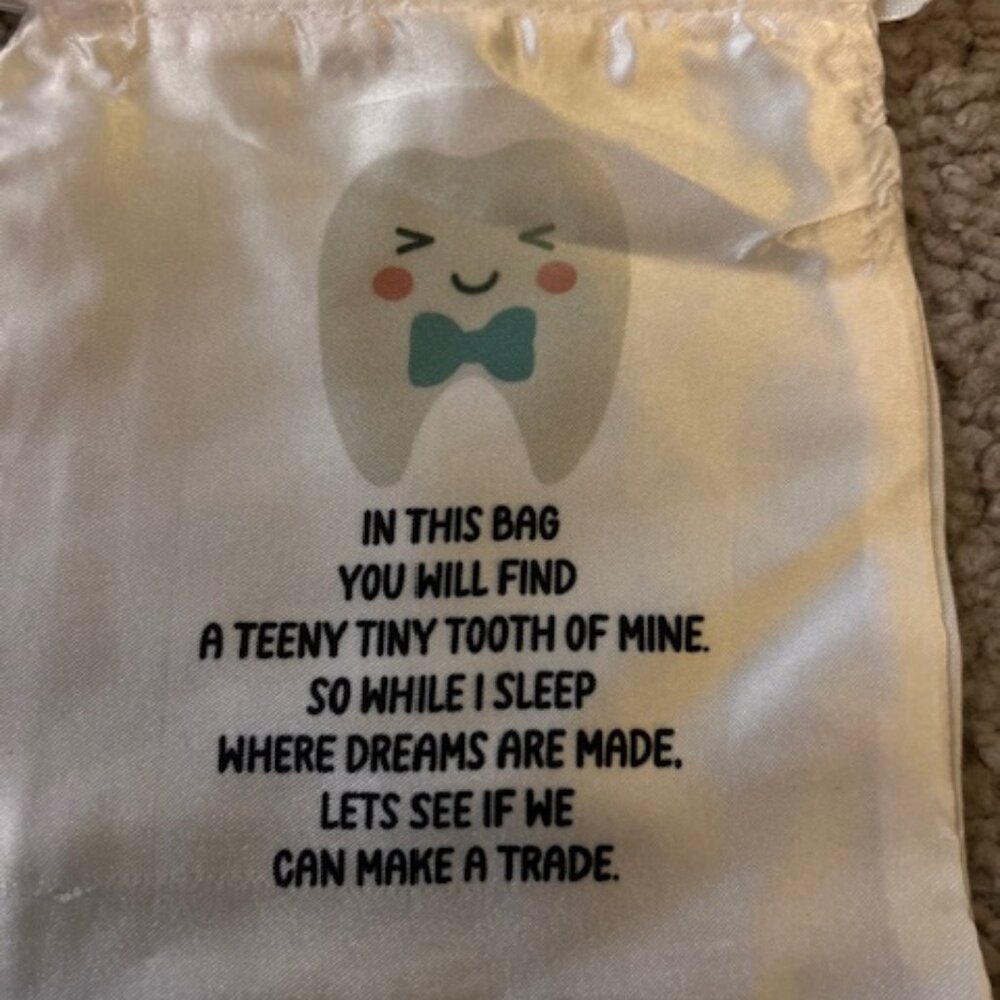 IN THIS BAG
YOU WILL FIND
A TEENY TINY TOOTH OF MINE.
SO WHILE I SLEEP
WHERE DREAMS ARE MADE,
LETS SEE IF WE
CAN MAKE A TRADE.